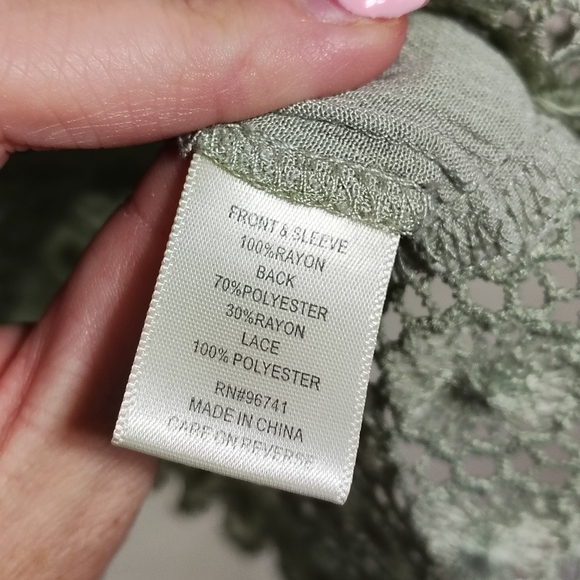 FRONT & SLEEVE
100%RAYON
BACK
70%POLYESTER
30%RAYON
LACE
100% POLYESTER
RN#96741
MADE IN CHINA
CARE ON REVERSE